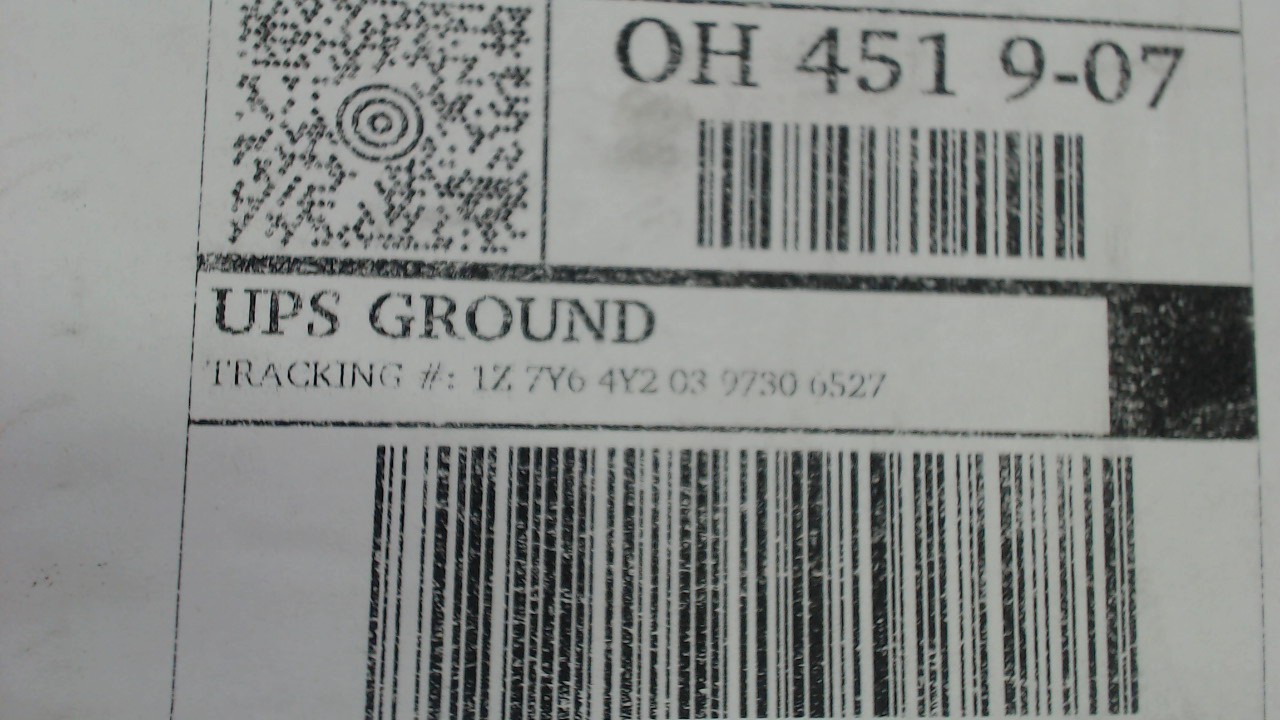 OH 451 9-07
UPS GROUND
TRACKING #: 1Z 7Y6 4Y2 03 9730 6527